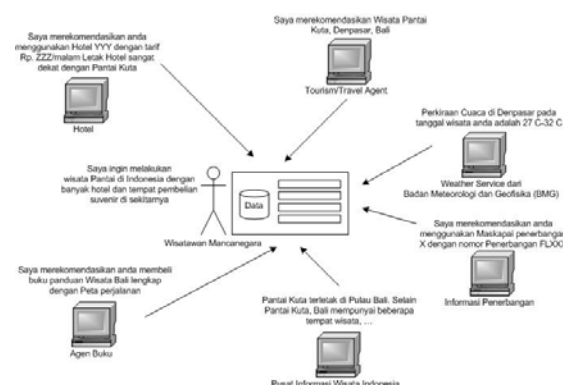 Saya merekomendasikan anda
menggunakan Hotel YYY dengan tarif
Rp. ZZZ/malam Letak Hotel sangat
dekat dengan Pantai Kuta
Hotel
Saya merekomendasikan Wisata Pantai
Kuta, Denpasar, Bali
Tourism/Travel Agent
Perkiraan Cuaca di Denpasar pada
tanggal wisata anda adalah 27 C-32 C
Weather Service dari
Badan Meteorologi dan Geofisika (BMG)
Saya ingin melakukan
wisata Pantai di Indonesia dengan
banyak hotel dan tempat pembelian
suvenir di sekitarnya
Wisatawan Mancanegara
Data
Saya merekomendasikan anda
menggunakan Maskapai penerbangan
X dengan nomor Penerbangan FLXXX
Informasi Penerbangan
Saya merekomendasikan anda membeli
buku panduan Wisata Bali lengkap
dengan Peta perjalanan
Agen Buku
Pantai Kuta terletak di Pulau Bali. Selain
Pantai Kuta, Bali mempunyai beberapa
tempat wisata, ...
Pusat Informasi Wisata Indonesia